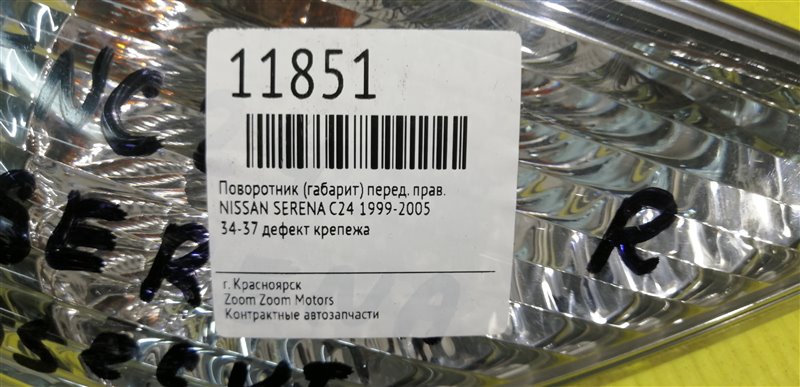 11851
Поворотник (габарит) перед. прав.
NISSAN SERENA C24 1999-2005
34-37 дефект крепежа
г. Красноярск
Zoom Zoom Motors
Контрактные автозапчасти
R